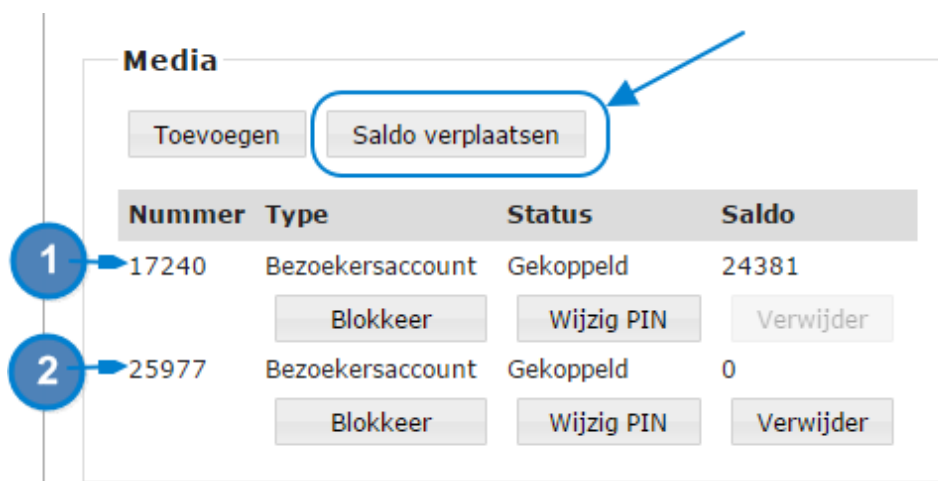 Media
Toevoegen Saldo verplaatsen
Nummer Type Status Saldo
1 17240 Bezoekersaccount Gekoppeld 24381
Blokkeer Wijzig PIN Verwijder
2 25977 Bezoekersaccount Gekoppeld 0
Blokkeer Wijzig PIN Verwijder